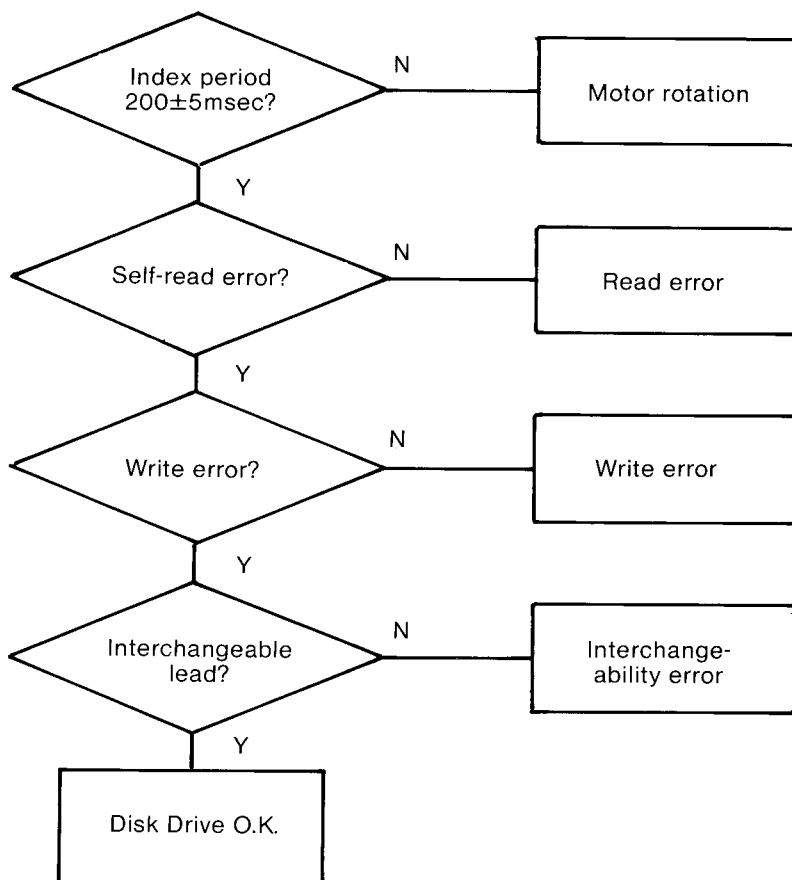 Index period
200±5msec?
N
Motor rotation
Y
Self-read error?
N
Read error
Y
Write error?
N
Write error
Y
Interchangeable
lead?
N
Interchange-
ability error
Y
Disk Drive O.K.